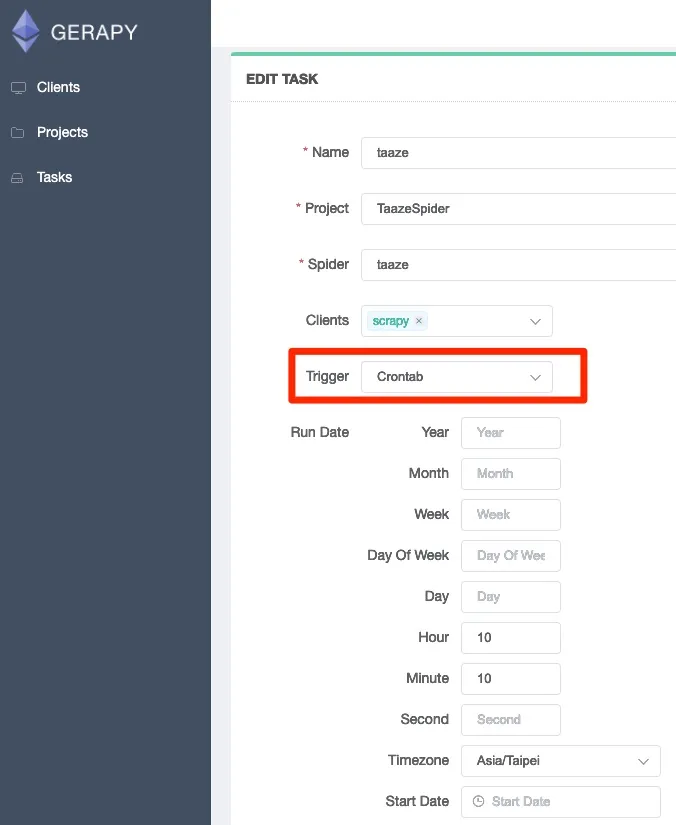 GERAPY
Clients
Projects
Tasks
EDIT TASK
* Name taaze
* Project TaazeSpider
* Spider taaze
Clients scrapy ×
Trigger Crontab
Run Date Year Year
Month Month
Week Week
Day Of Week Day Of Wee
Day Day
Hour 10
Minute 10
Second Second
Timezone Asia/Taipei
Start Date Start Date